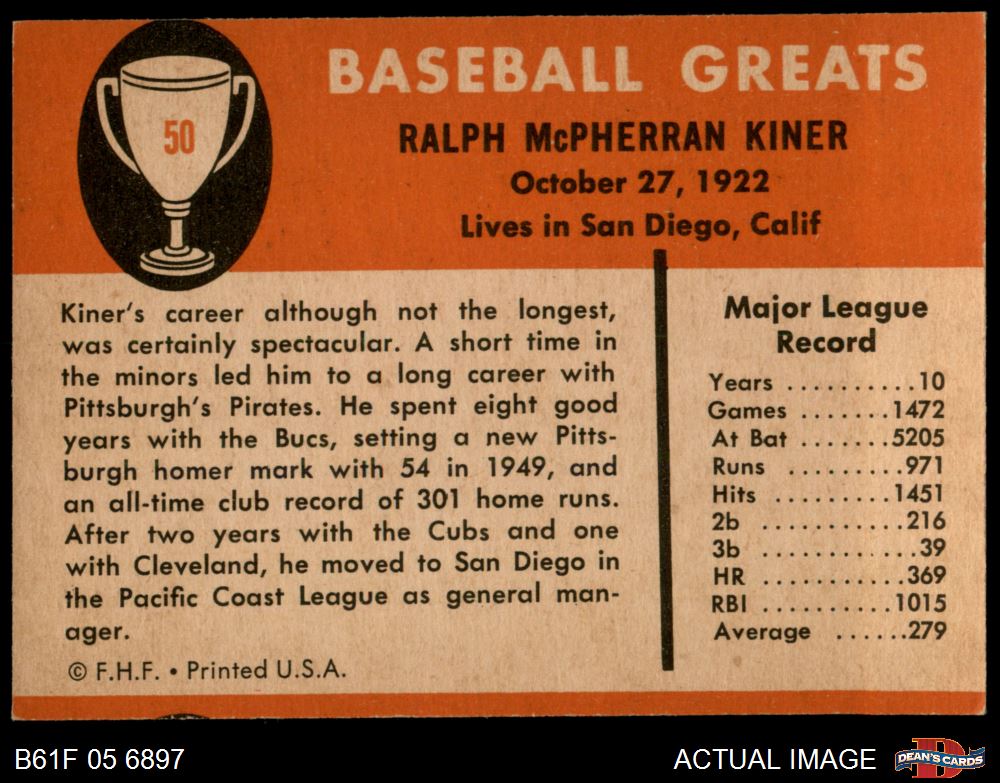 50
BASEBALL GREATS
RALPH McPHERRAN KINER
October 27, 1922
Lives in San Diego, Calif
Kiner's career although not the longest,
was certainly spectacular. A short time in
the minors led him to a long career with
Pittsburgh's Pirates. He spent eight good
years with the Bucs, setting a new Pitts-
burgh homer mark with 54 in 1949, and
an all-time club record of 301 home runs.
After two years with the Cubs and one
with Cleveland, he moved to San Diego in
the Pacific Coast League as general man-
ager.
© F.H.F. • Printed U.S.A.
Major League
Record
Years ..........10
Games .......1472
At Bat .......5205
Runs .........971
Hits .........1451
2b ...........216
3b ............39
HR ...........369
RBI ..........1015
Average ......279
B61F 05 6897
ACTUAL IMAGE
D
DEAN'S CARDS